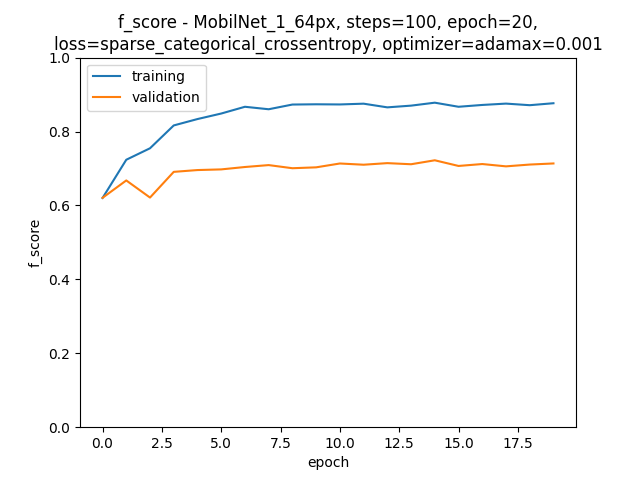 f_score - MobilNet_1_64px, steps=100, epoch=20,
loss=sparse_categorical_crossentropy, optimizer=adamax=0.001
training
validation
1.0
0.8
0.6
0.4
0.2
0.0
f_score
0.0 2.5 5.0 7.5 10.0 12.5 15.0 17.5
epoch